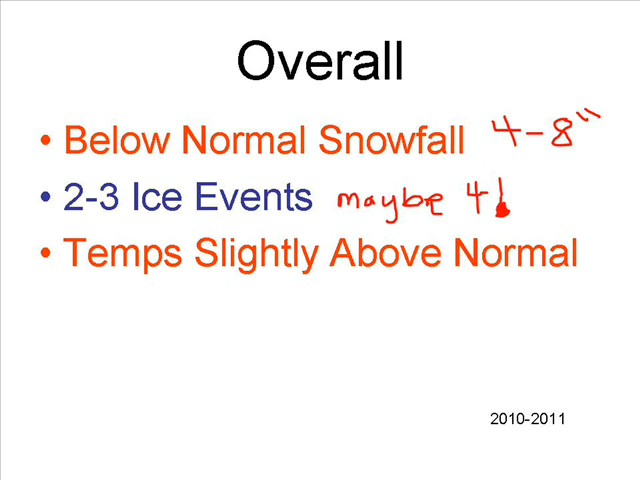 Overall
• Below Normal Snowfall 4-8"
• 2-3 Ice Events maybe 4!
• Temps Slightly Above Normal
2010-2011